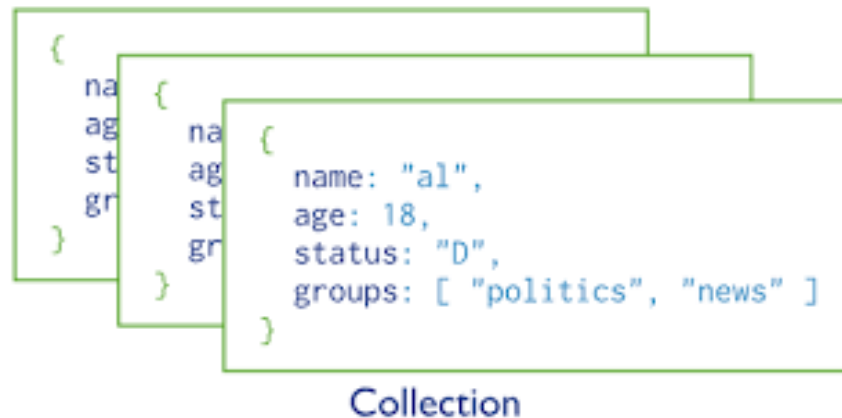 {
na
ag
st
gr
}
{
na
ag
st
gr
}
{
name: "al",
age: 18,
status: "D",
groups: [ "politics", "news" ]
}
Collection